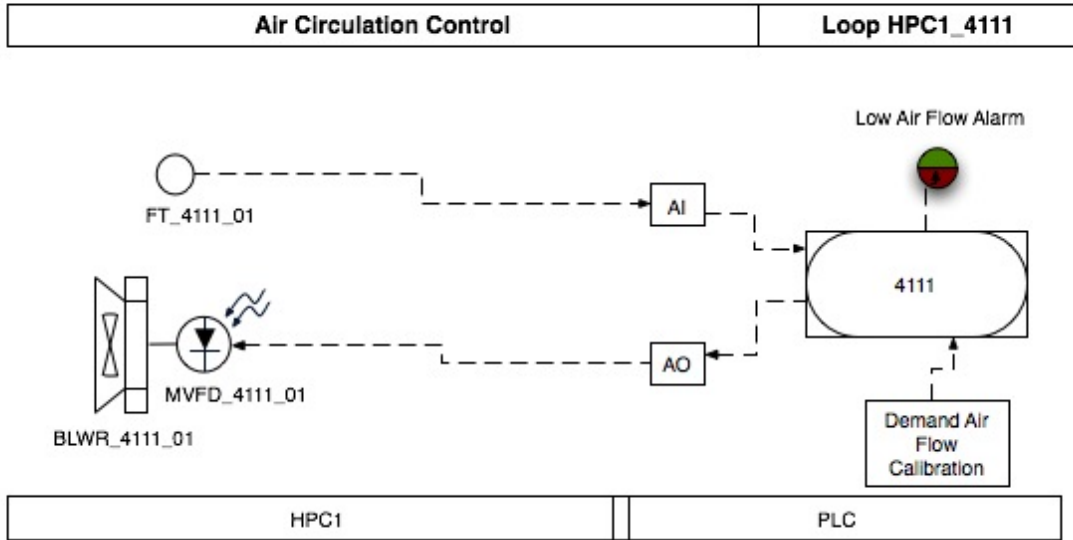 Air Circulation Control
Loop HPC1_4111
Low Air Flow Alarm
FT_4111_01
AI
4111
MVFD_4111_01
AO
BLWR_4111_01
Demand Air
Flow
Calibration
HPC1
PLC